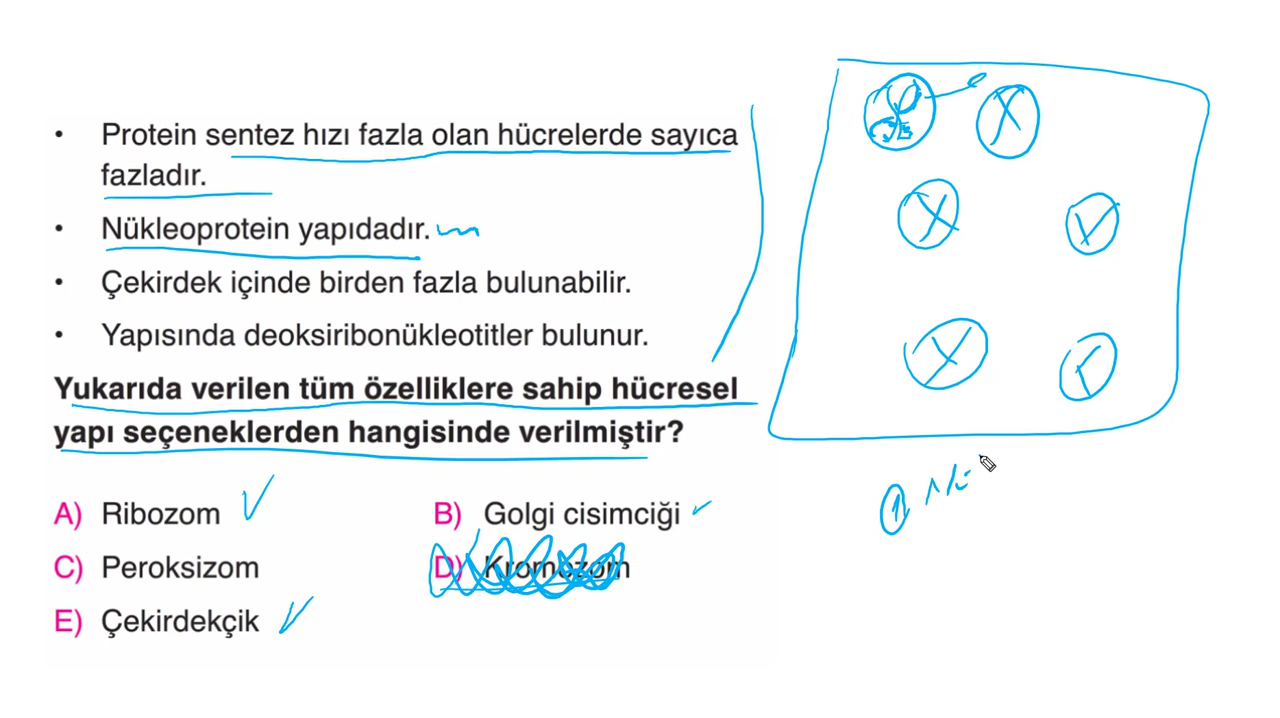 • Protein sentez hızı fazla olan hücrelerde sayıca
fazladır.
• Nükleoprotein yapıdadır.
• Çekirdek içinde birden fazla bulunabilir.
• Yapısında deoksiribonükleotitler bulunur.
Yukarıda verilen tüm özelliklere sahip hücresel
yapı seçeneklerden hangisinde verilmiştir?
A) Ribozom B) Golgi cisimciği
C) Peroksizom D) Kromozom
E) Çekirdekçik